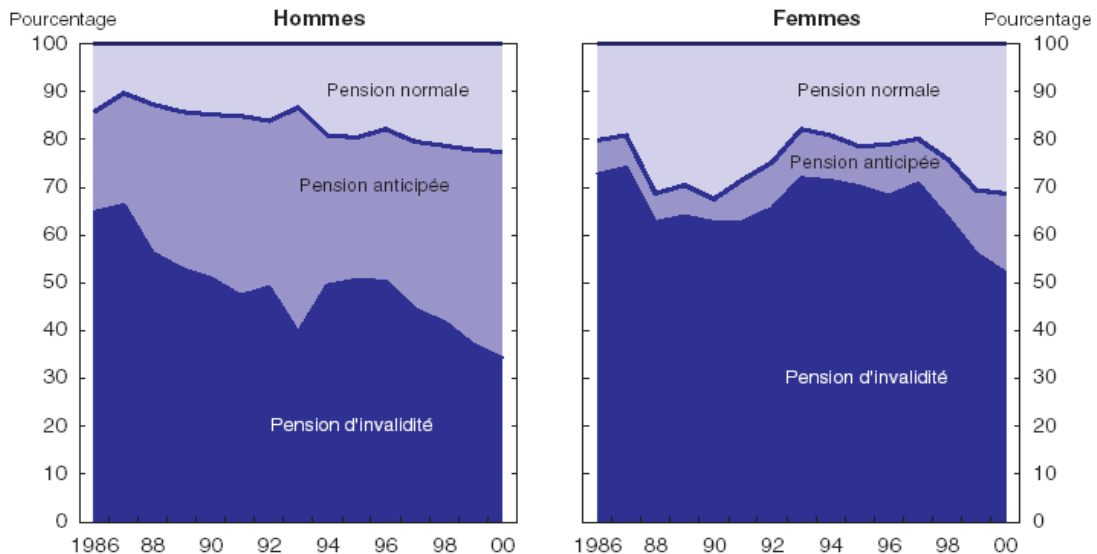 Pourcentage Hommes Femmes Pourcentage
100 100 100
90 90
80 80
70 70
60 60
50 50
40 40
30 30
20 20
10 10
0 0
Pension normale
Pension anticipée
Pension d'invalidité
1986 88 90 92 94 96 98 00
Pension normale
Pension anticipée
Pension d'invalidité
1986 88 90 92 94 96 98 00